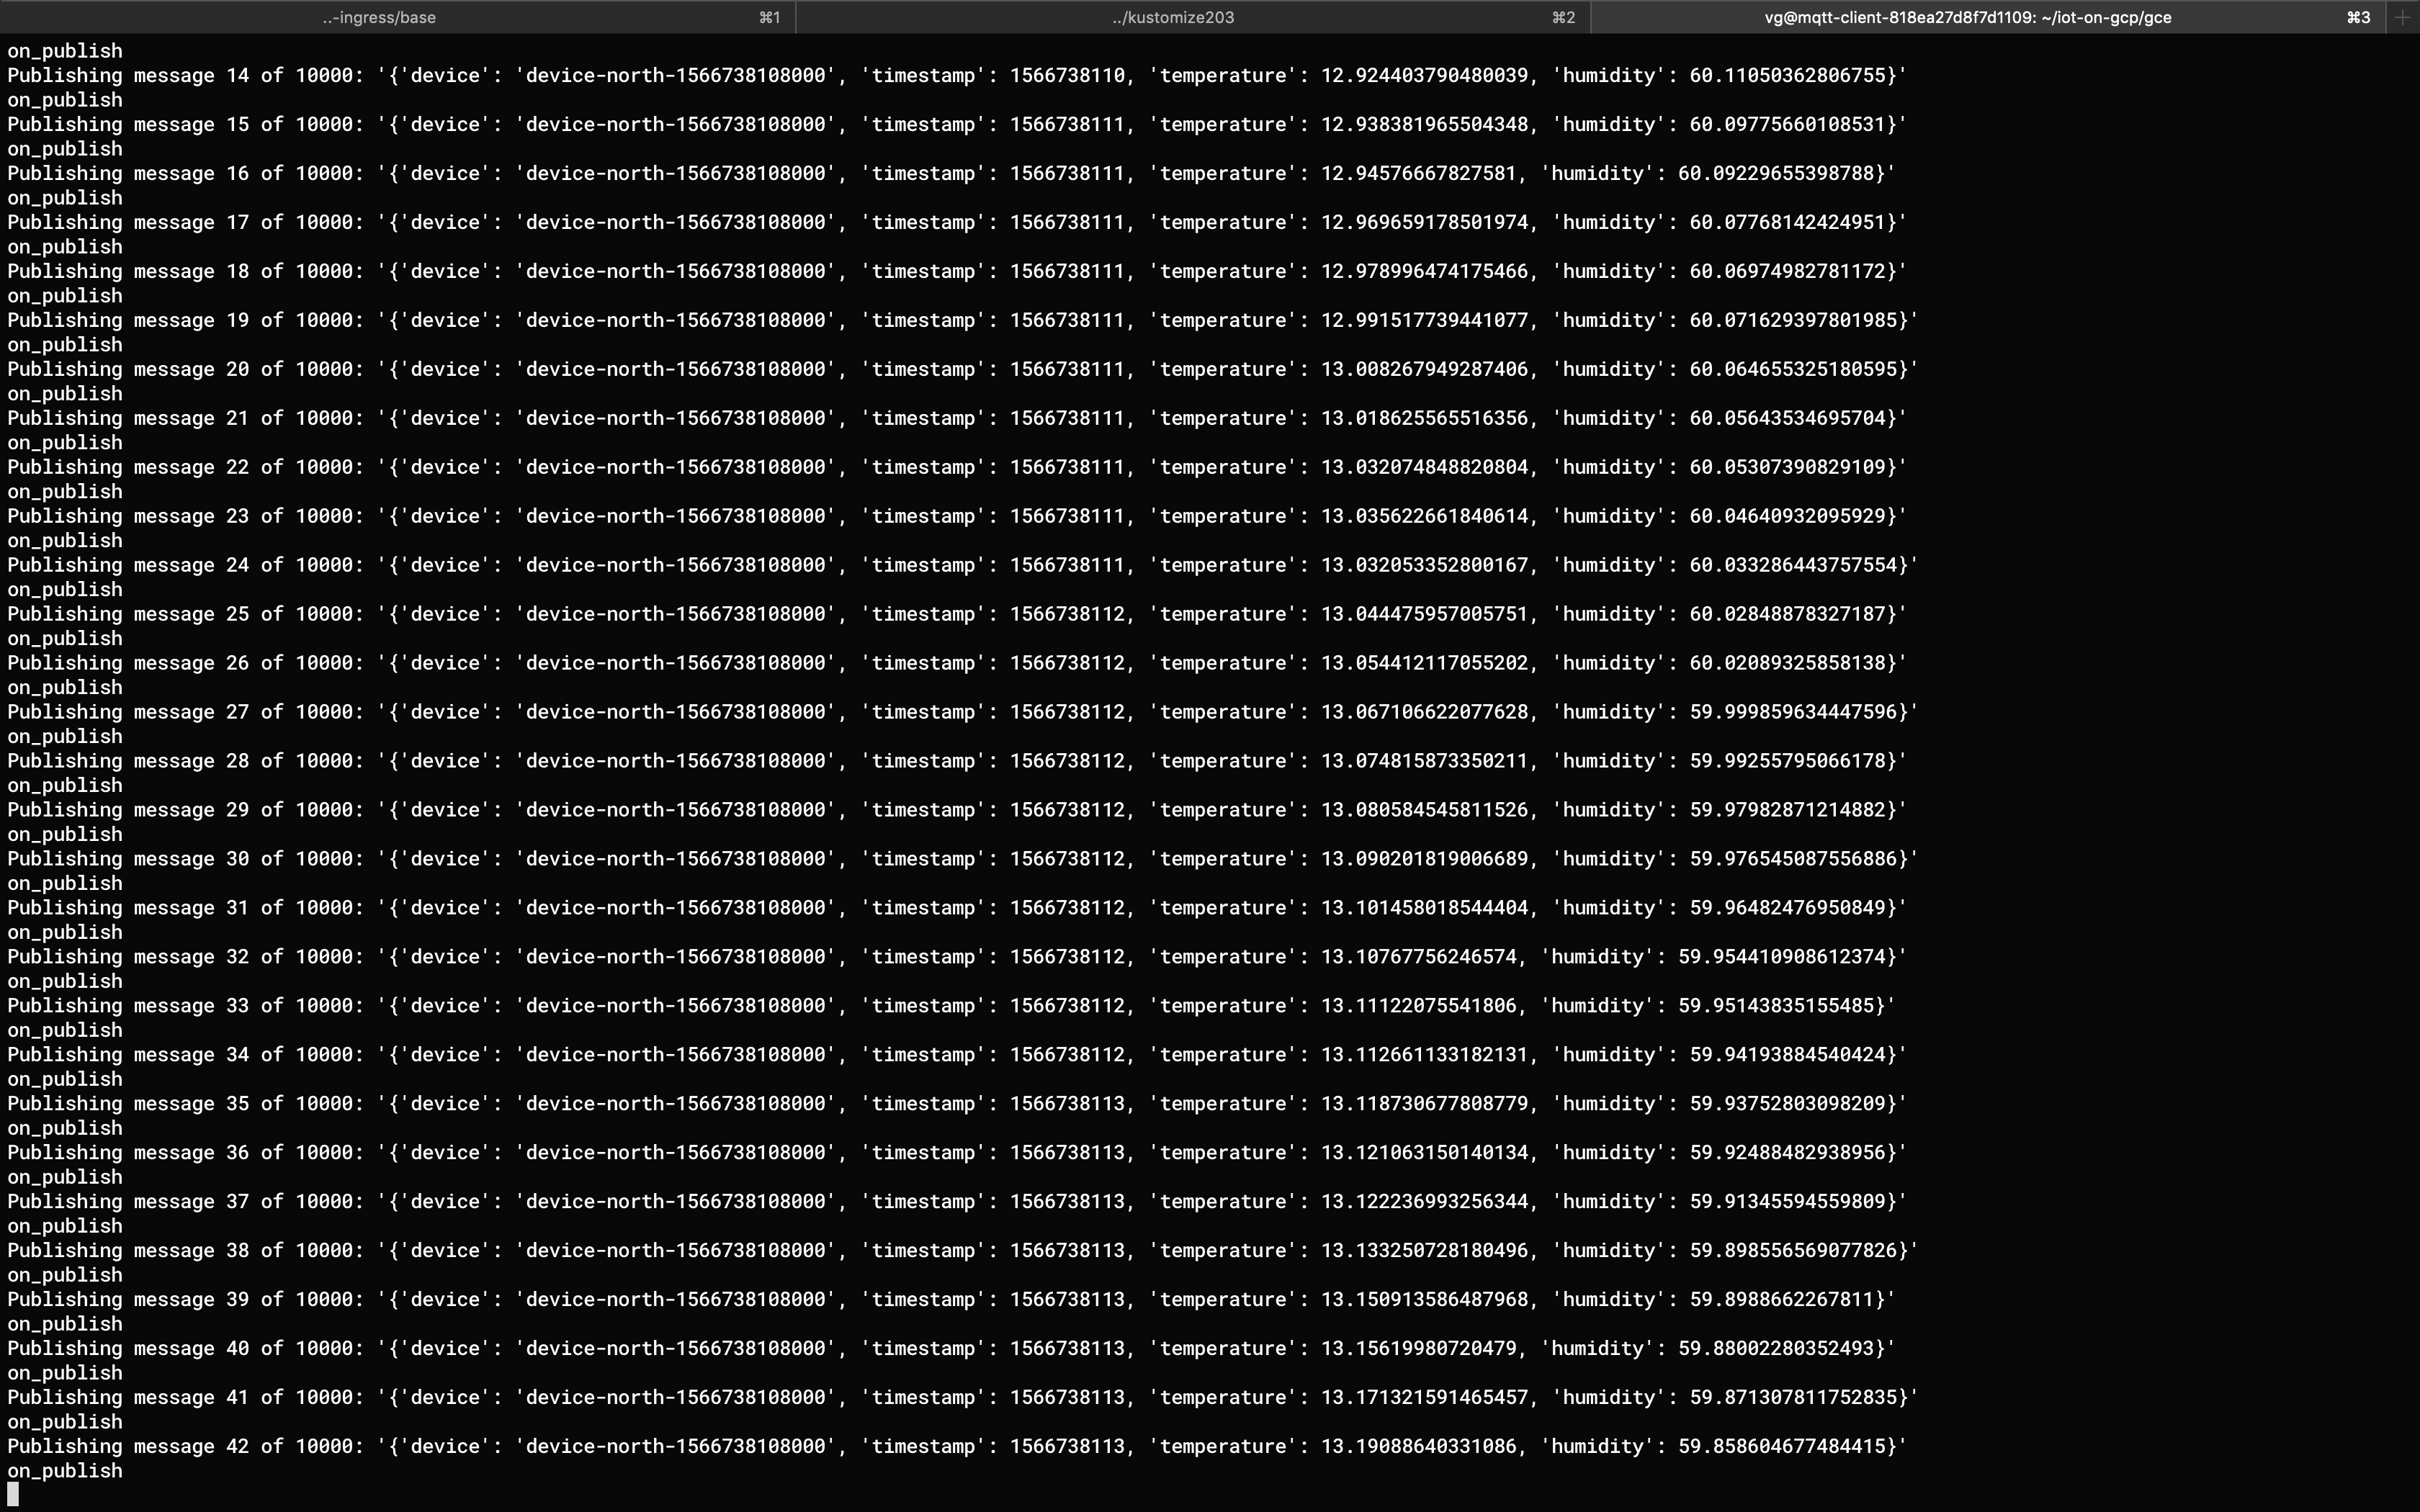 ..-ingress/base ⌘1 ../kustomize203 ⌘2 vg@mqtt-client-818ea27d8f7d1109: ~/iot-on-gcp/gce ⌘3 +
on_publish
Publishing message 14 of 10000: '{'device': 'device-north-1566738108000', 'timestamp': 1566738110, 'temperature': 12.924403790480039, 'humidity': 60.11050362806755}'
on_publish
Publishing message 15 of 10000: '{'device': 'device-north-1566738108000', 'timestamp': 1566738111, 'temperature': 12.938381965504348, 'humidity': 60.09775660108531}'
on_publish
Publishing message 16 of 10000: '{'device': 'device-north-1566738108000', 'timestamp': 1566738111, 'temperature': 12.94576667827581, 'humidity': 60.09229655398788}'
on_publish
Publishing message 17 of 10000: '{'device': 'device-north-1566738108000', 'timestamp': 1566738111, 'temperature': 12.969659178501974, 'humidity': 60.07768142424951}'
on_publish
Publishing message 18 of 10000: '{'device': 'device-north-1566738108000', 'timestamp': 1566738111, 'temperature': 12.978996474175466, 'humidity': 60.06974982781172}'
on_publish
Publishing message 19 of 10000: '{'device': 'device-north-1566738108000', 'timestamp': 1566738111, 'temperature': 12.991517739441077, 'humidity': 60.071629397801985}'
on_publish
Publishing message 20 of 10000: '{'device': 'device-north-1566738108000', 'timestamp': 1566738111, 'temperature': 13.008267949287406, 'humidity': 60.064655325180595}'
on_publish
Publishing message 21 of 10000: '{'device': 'device-north-1566738108000', 'timestamp': 1566738111, 'temperature': 13.018625565516356, 'humidity': 60.05643534695704}'
on_publish
Publishing message 22 of 10000: '{'device': 'device-north-1566738108000', 'timestamp': 1566738111, 'temperature': 13.032074848820804, 'humidity': 60.05307390829109}'
on_publish
Publishing message 23 of 10000: '{'device': 'device-north-1566738108000', 'timestamp': 1566738111, 'temperature': 13.035622661840614, 'humidity': 60.04640932095929}'
on_publish
Publishing message 24 of 10000: '{'device': 'device-north-1566738108000', 'timestamp': 1566738111, 'temperature': 13.032053352800167, 'humidity': 60.033286443757554}'
on_publish
Publishing message 25 of 10000: '{'device': 'device-north-1566738108000', 'timestamp': 1566738112, 'temperature': 13.044475957005751, 'humidity': 60.02848878327187}'
on_publish
Publishing message 26 of 10000: '{'device': 'device-north-1566738108000', 'timestamp': 1566738112, 'temperature': 13.054412117055202, 'humidity': 60.02089325858138}'
on_publish
Publishing message 27 of 10000: '{'device': 'device-north-1566738108000', 'timestamp': 1566738112, 'temperature': 13.067106622077628, 'humidity': 59.999859634447596}'
on_publish
Publishing message 28 of 10000: '{'device': 'device-north-1566738108000', 'timestamp': 1566738112, 'temperature': 13.074815873350211, 'humidity': 59.99255795066178}'
on_publish
Publishing message 29 of 10000: '{'device': 'device-north-1566738108000', 'timestamp': 1566738112, 'temperature': 13.080584545811526, 'humidity': 59.97982871214882}'
on_publish
Publishing message 30 of 10000: '{'device': 'device-north-1566738108000', 'timestamp': 1566738112, 'temperature': 13.090201819006689, 'humidity': 59.976545087556886}'
on_publish
Publishing message 31 of 10000: '{'device': 'device-north-1566738108000', 'timestamp': 1566738112, 'temperature': 13.101458018544404, 'humidity': 59.96482476950849}'
on_publish
Publishing message 32 of 10000: '{'device': 'device-north-1566738108000', 'timestamp': 1566738112, 'temperature': 13.10767756246574, 'humidity': 59.954410908612374}'
on_publish
Publishing message 33 of 10000: '{'device': 'device-north-1566738108000', 'timestamp': 1566738112, 'temperature': 13.11122075541806, 'humidity': 59.95143835155485}'
on_publish
Publishing message 34 of 10000: '{'device': 'device-north-1566738108000', 'timestamp': 1566738112, 'temperature': 13.112661133182131, 'humidity': 59.94193884540424}'
on_publish
Publishing message 35 of 10000: '{'device': 'device-north-1566738108000', 'timestamp': 1566738113, 'temperature': 13.118730677808779, 'humidity': 59.93752803098209}'
on_publish
Publishing message 36 of 10000: '{'device': 'device-north-1566738108000', 'timestamp': 1566738113, 'temperature': 13.121063150140134, 'humidity': 59.92488482938956}'
on_publish
Publishing message 37 of 10000: '{'device': 'device-north-1566738108000', 'timestamp': 1566738113, 'temperature': 13.122236993256344, 'humidity': 59.91345594559809}'
on_publish
Publishing message 38 of 10000: '{'device': 'device-north-1566738108000', 'timestamp': 1566738113, 'temperature': 13.133250728180496, 'humidity': 59.898556569077826}'
on_publish
Publishing message 39 of 10000: '{'device': 'device-north-1566738108000', 'timestamp': 1566738113, 'temperature': 13.150913586487968, 'humidity': 59.8988662267811}'
on_publish
Publishing message 40 of 10000: '{'device': 'device-north-1566738108000', 'timestamp': 1566738113, 'temperature': 13.15619980720479, 'humidity': 59.88002280352493}'
on_publish
Publishing message 41 of 10000: '{'device': 'device-north-1566738108000', 'timestamp': 1566738113, 'temperature': 13.171321591465457, 'humidity': 59.871307811752835}'
on_publish
Publishing message 42 of 10000: '{'device': 'device-north-1566738108000', 'timestamp': 1566738113, 'temperature': 13.19088640331086, 'humidity': 59.858604677484415}'
on_publish